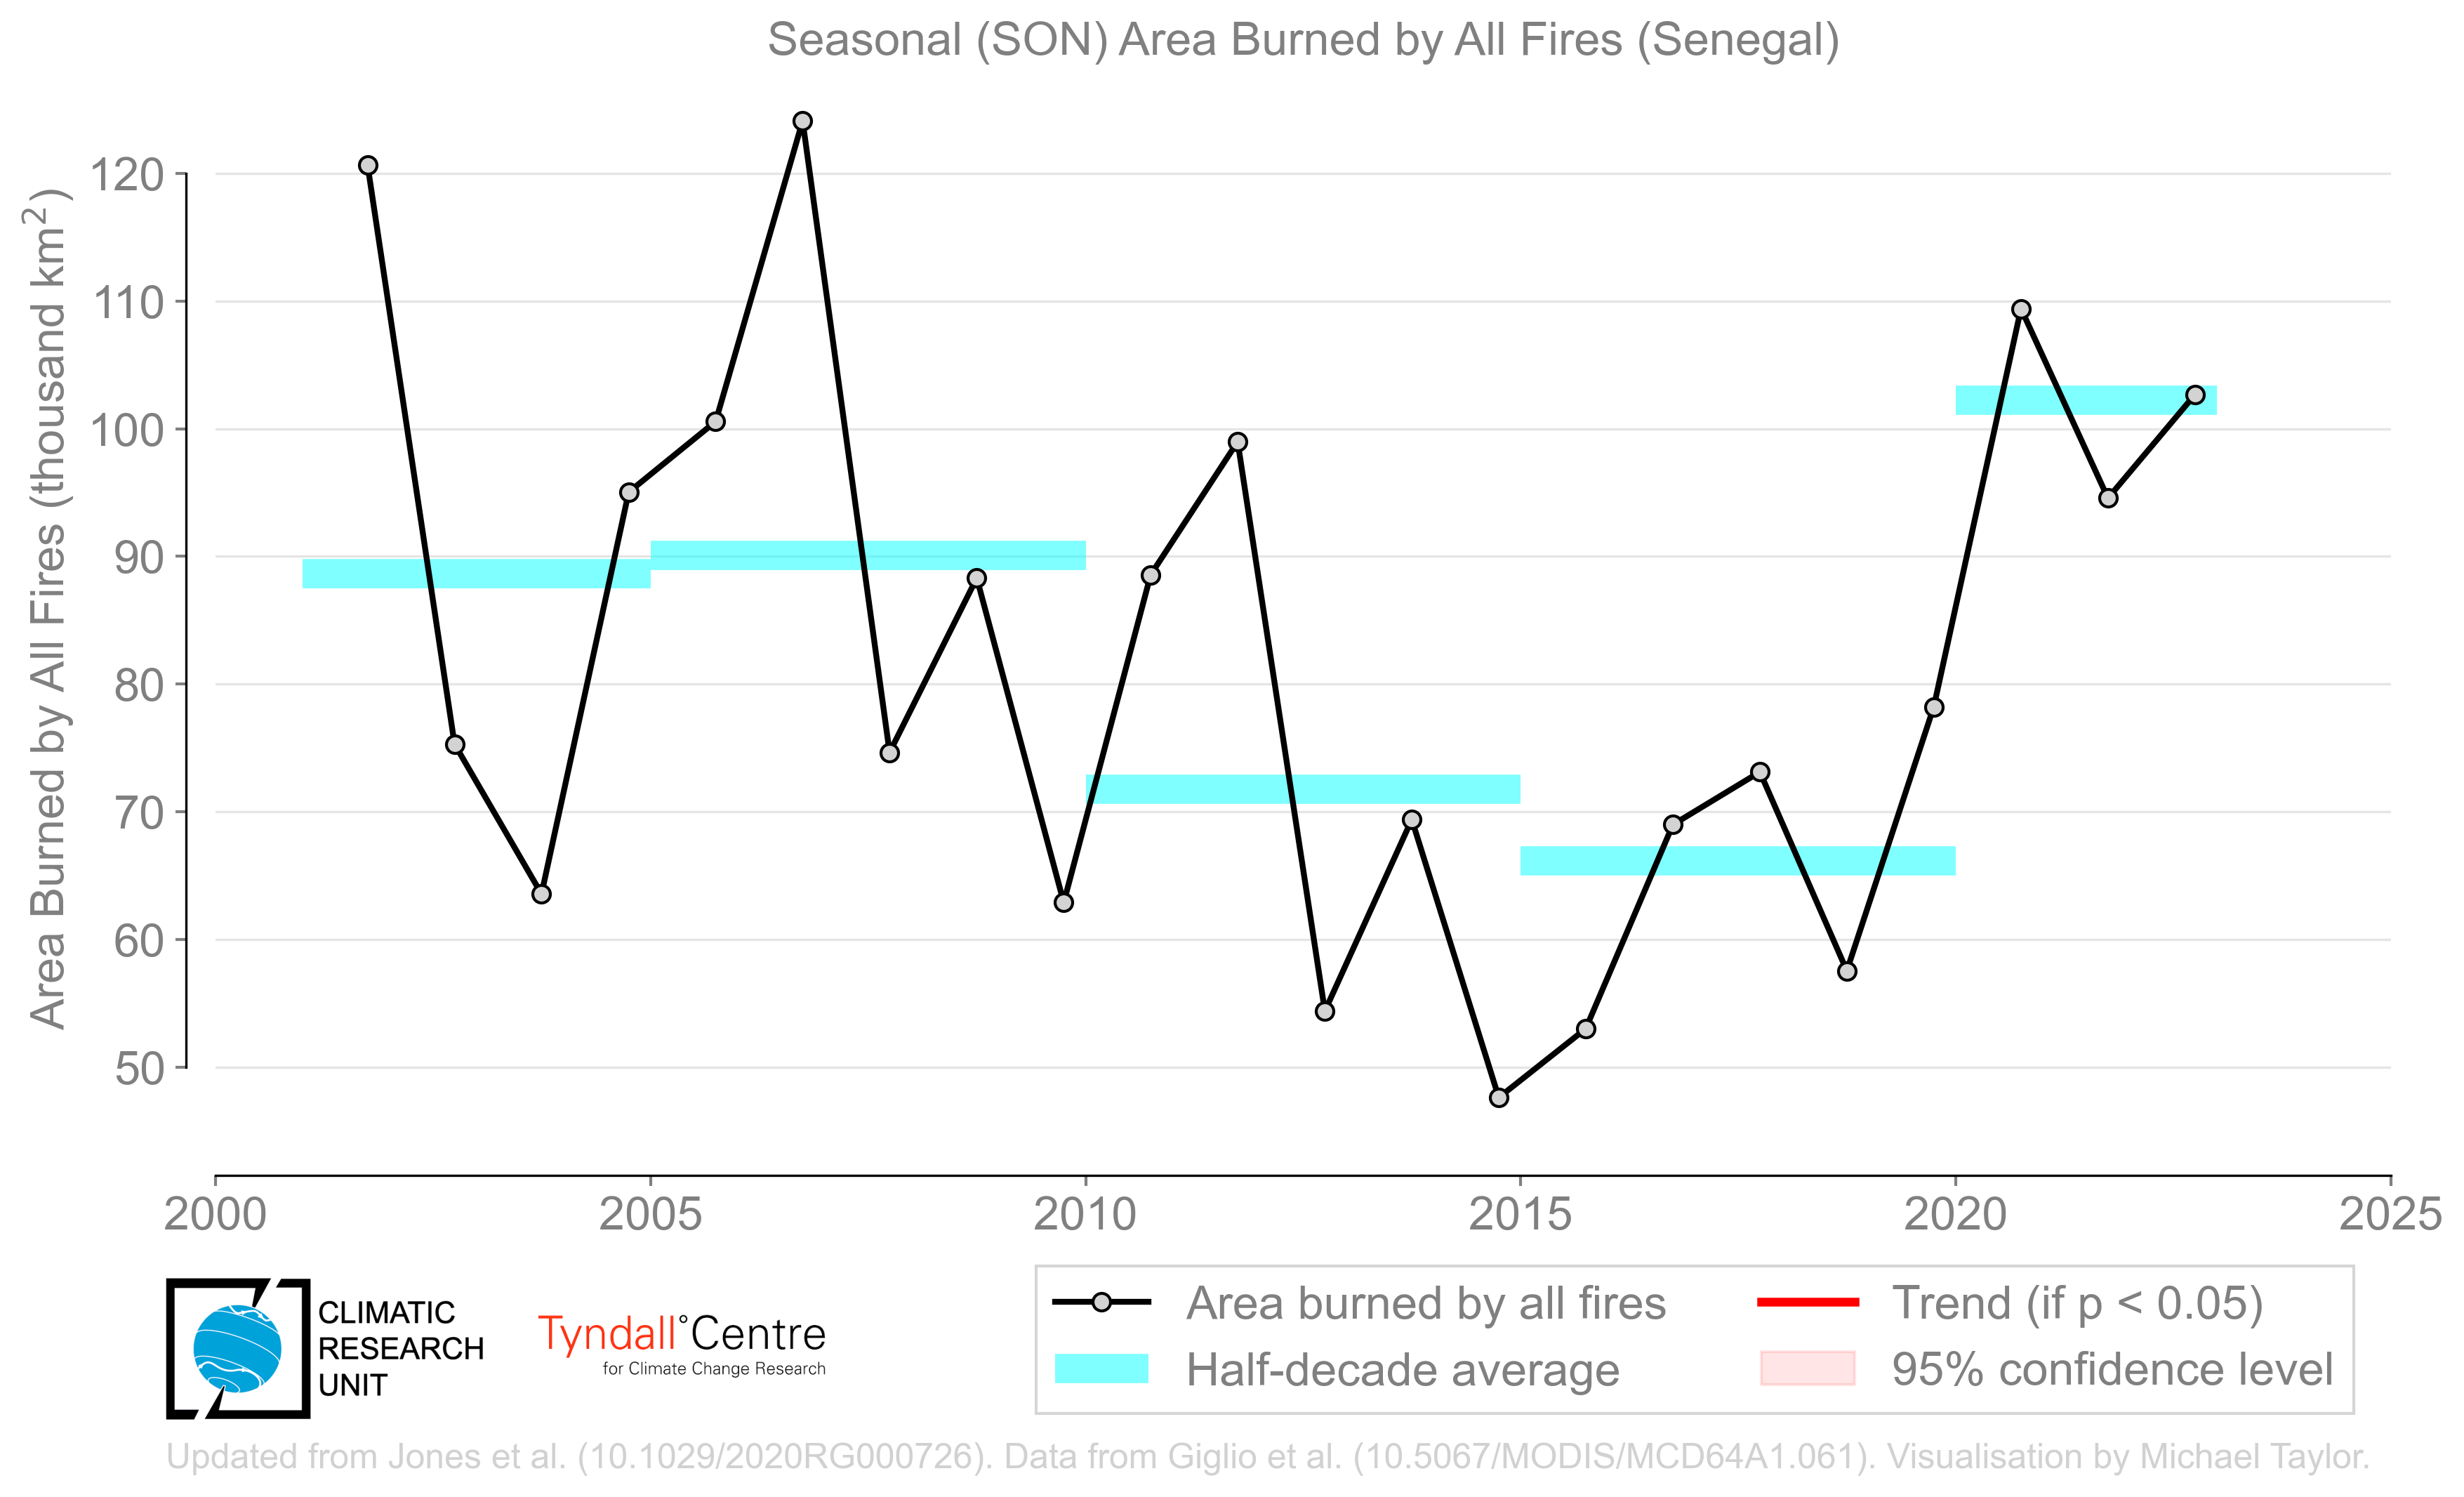 Seasonal (SON) Area Burned by All Fires (Senegal)
Area Burned by All Fires (thousand km²)
120
110
100
90
80
70
60
50
2000 2005 2010 2015 2020 2025
CLIMATIC
RESEARCH
UNIT
Tyndall°Centre
for Climate Change Research
Area burned by all fires
Half-decade average
Trend (if p < 0.05)
95% confidence level
Updated from Jones et al. (10.1029/2020RG000726). Data from Giglio et al. (10.5067/MODIS/MCD64A1.061). Visualisation by Michael Taylor.